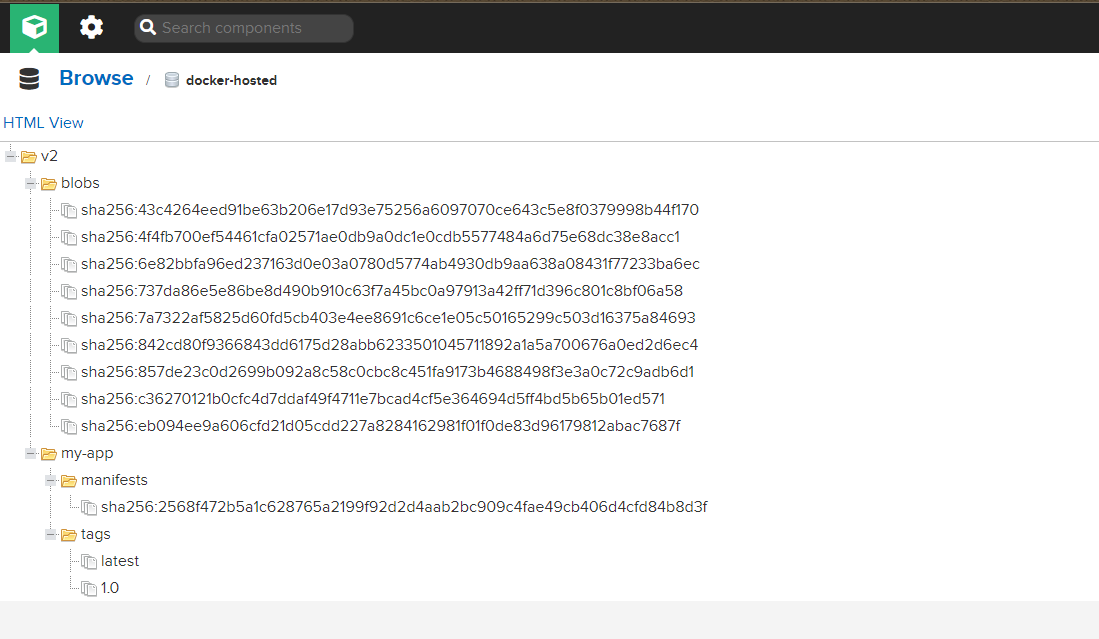 Search components
Browse / docker-hosted
HTML View
v2
blobs
sha256:43c4264eed91be63b206e17d93e75256a6097070ce643c5e8f0379998b44f170
sha256:4f4fb700ef54461cfa02571ae0db9a0dc1e0cdb5577484a6d75e68dc38e8acc1
sha256:6e82bbfa96ed237163d0e03a0780d5774ab4930db9aa638a08431f77233ba6ec
sha256:737da86e5e86be8d490b910c63f7a45bc0a97913a42ff71d396c801c8bf06a58
sha256:7a7322af5825d60fd5cb403e4ee8691c6ce1e05c50165299c503d16375a84693
sha256:842cd80f9366843dd6175d28abb6233501045711892a1a5a700676a0ed2d6ec4
sha256:857de23c0d2699b092a8c58c0cbc8c451fa9173b4688498f3e3a0c72c9adb6d1
sha256:c36270121b0cfc4d7ddaf49f4711e7bcad4cf5e364694d5ff4bd5b65b01ed571
sha256:eb094ee9a606cfd21d05cdd227a8284162981f01f0de83d96179812abac7687f
my-app
manifests
sha256:2568f472b5a1c628765a2199f92d2d4aab2bc909c4fae49cb406d4cfd84b8d3f
tags
latest
1.0